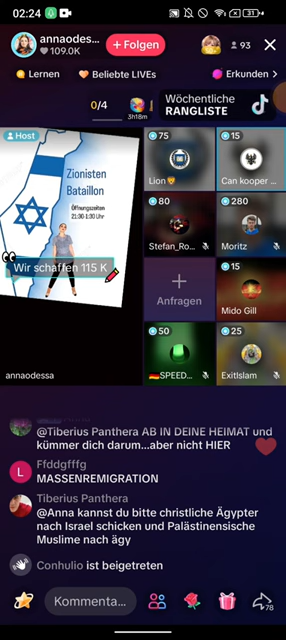 02:24
31
annaodes...
109.0K
+ Folgen
93
Lernen
Beliebte LIVEs
Erkunden >
0/4
3h18m
Wöchentliche
RANGLISTE
Host
Zionisten
Bataillon
Öffnungszeiten
21:00-1:00 Uhr
Wir schaffen 115 K
annaodessa
75
Lion
15
Can kooper ...
80
Stefan_Ro...
280
Moritz
+
Anfragen
15
Mido Gill
50
SPEED...
25
ExitIslam
@Tiberius Panthera AB IN DEINE HEIMAT und
kümmer dich darum...aber nicht HIER
L
Ffddgfffg
MASSENREMIGRATION
Tiberius Panthera
@Anna kannst du bitte christliche Ägypter
nach Israel schicken und Palästinensische
Muslime nach ägy
Conhulio ist beigetreten
Kommenta...
78